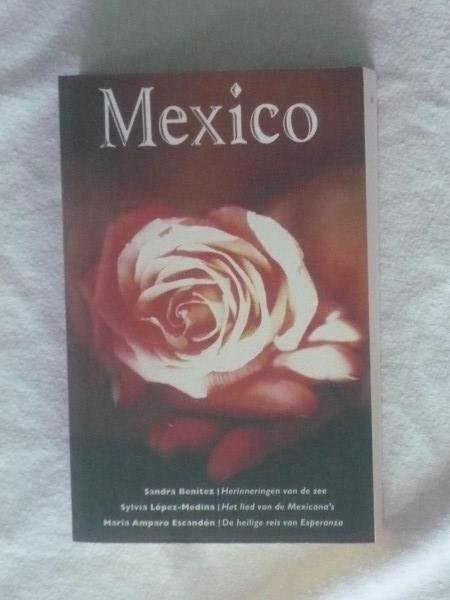 Mexico
Sandra Benitez | Herinneringen van de zee
Sylvia López-Medina | Het lied van de Mexicana's
María Amparo Escandón | De heilige reis van Esperanza